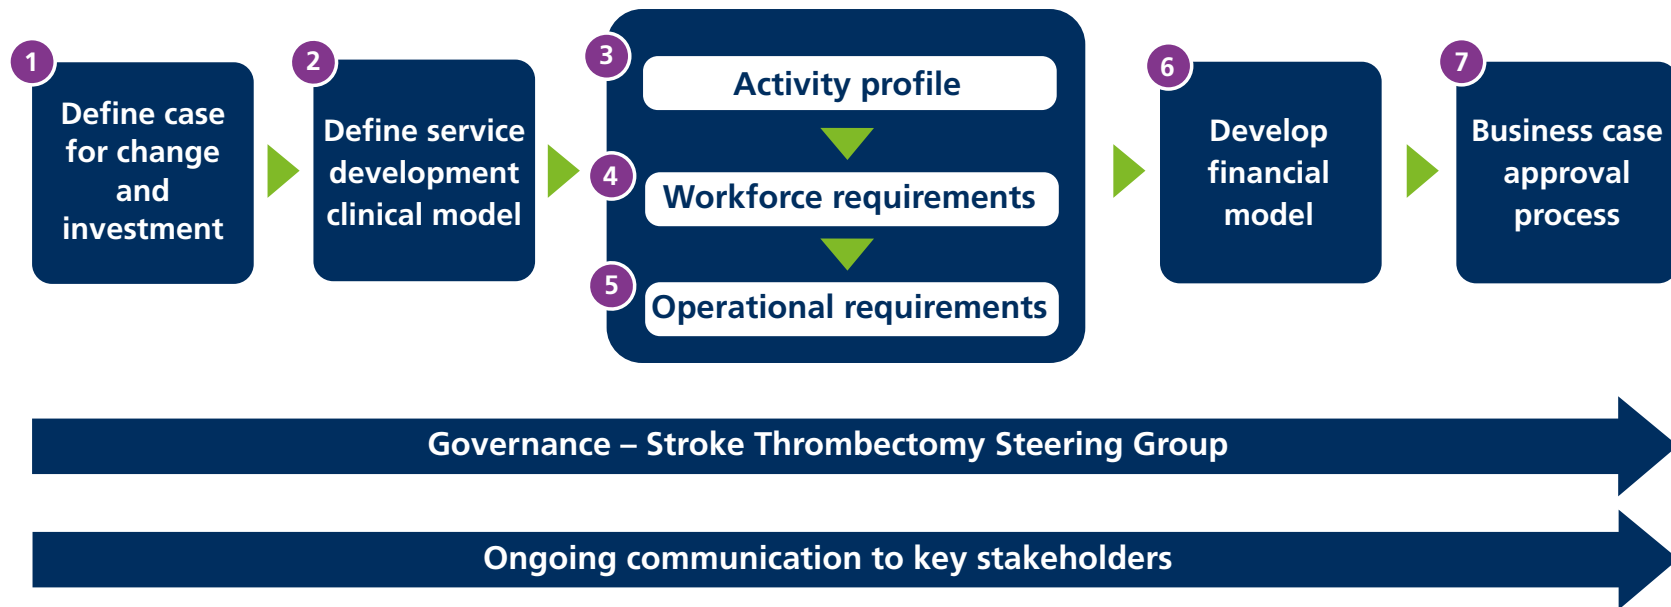 1
Define case
for change
and
investment
2
Define service
development
clinical model
3
Activity profile
4
Workforce requirements
5
Operational requirements
6
Develop
financial
model
7
Business case
approval
process
Governance – Stroke Thrombectomy Steering Group
Ongoing communication to key stakeholders